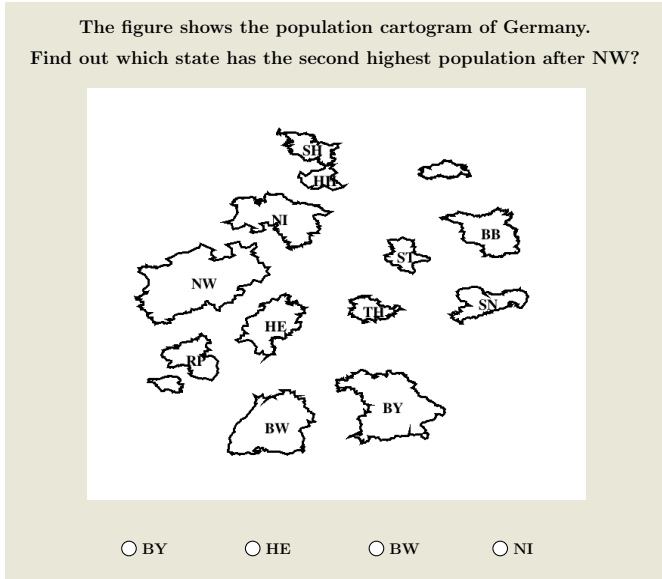 The figure shows the population cartogram of Germany.
Find out which state has the second highest population after NW?
SH
HH
NI
BB
ST
NW
SN
TH
HE
RP
BY
BW
BY
HE
BW
NI